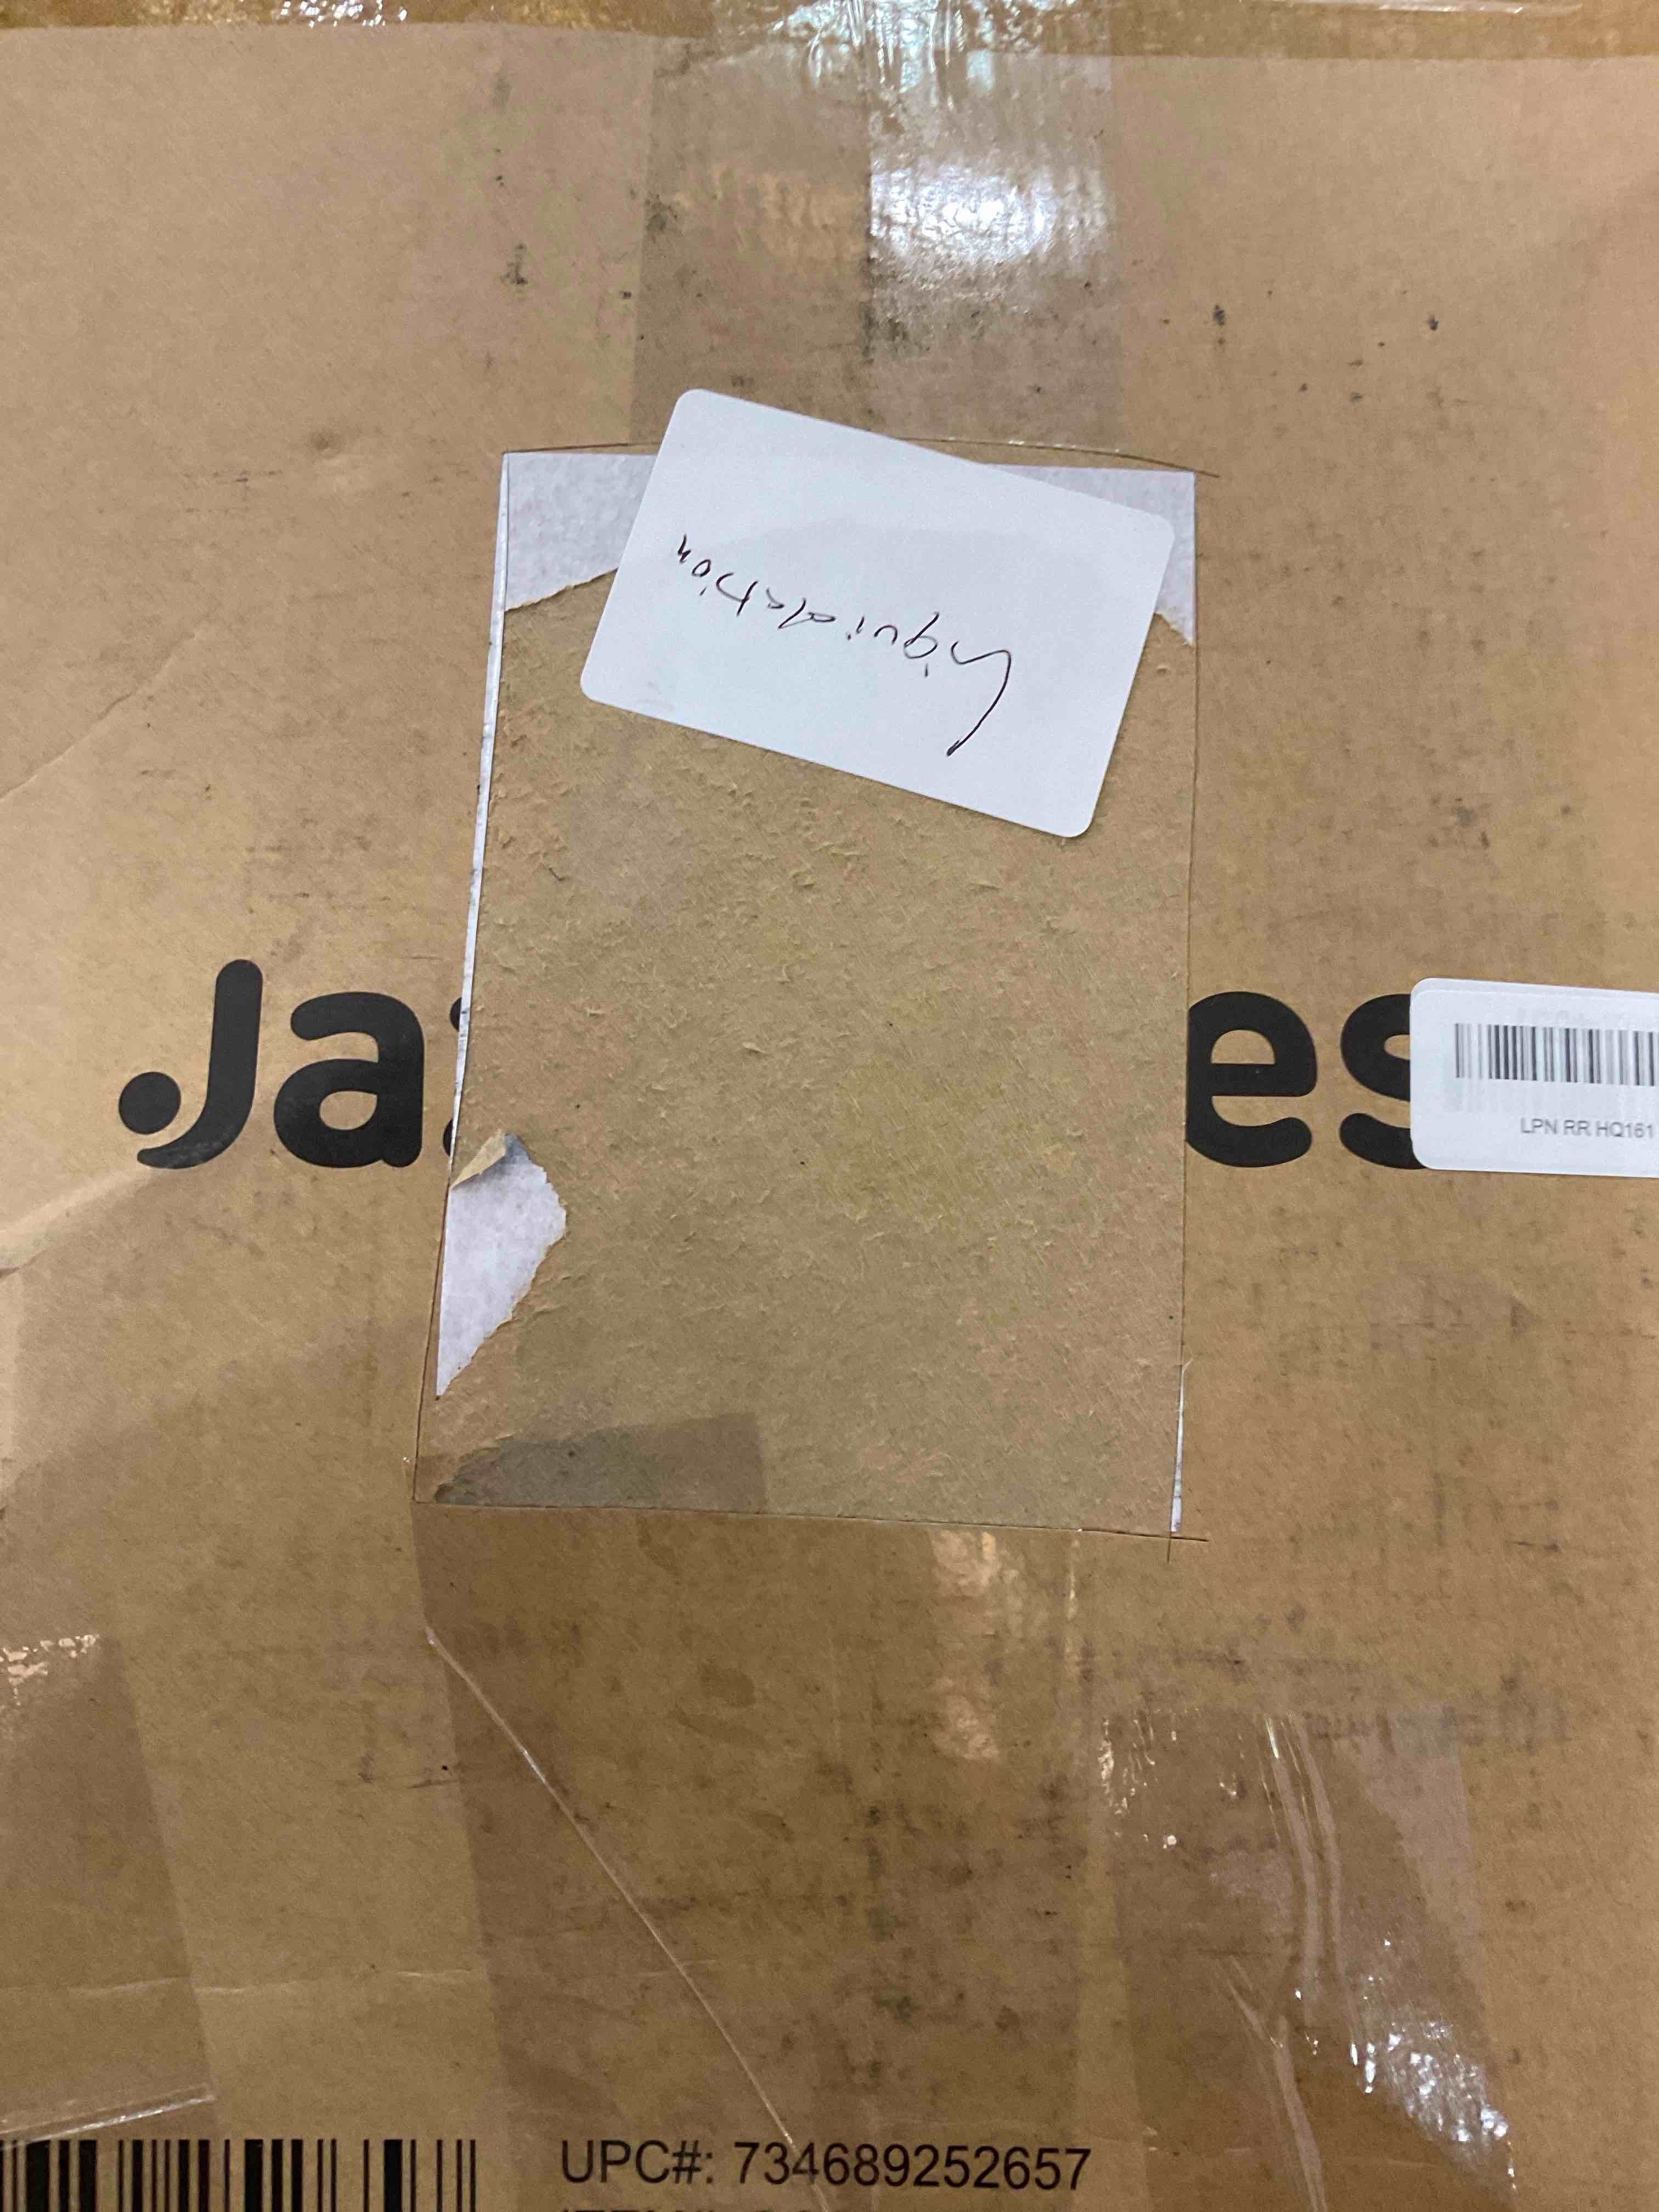 Liquidation
Ja
es
LPN RR HQ161
UPC#: 734689252657